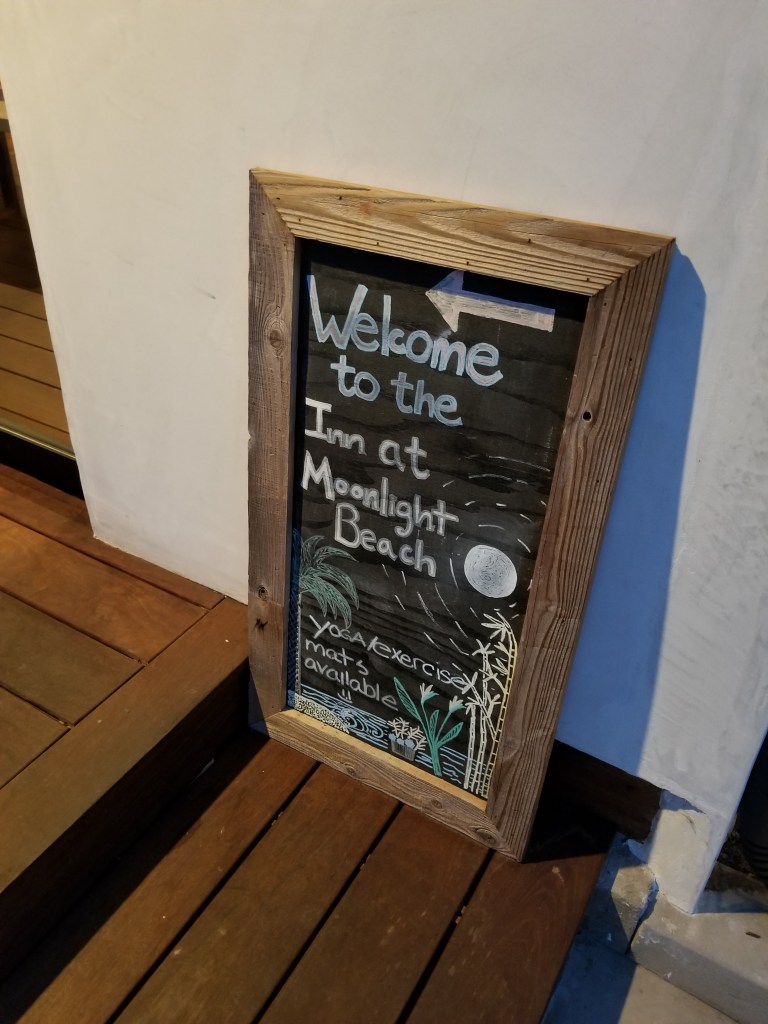 Welcome
to the
Inn at
Moonlight
Beach
YOGA/exercise
mats
available